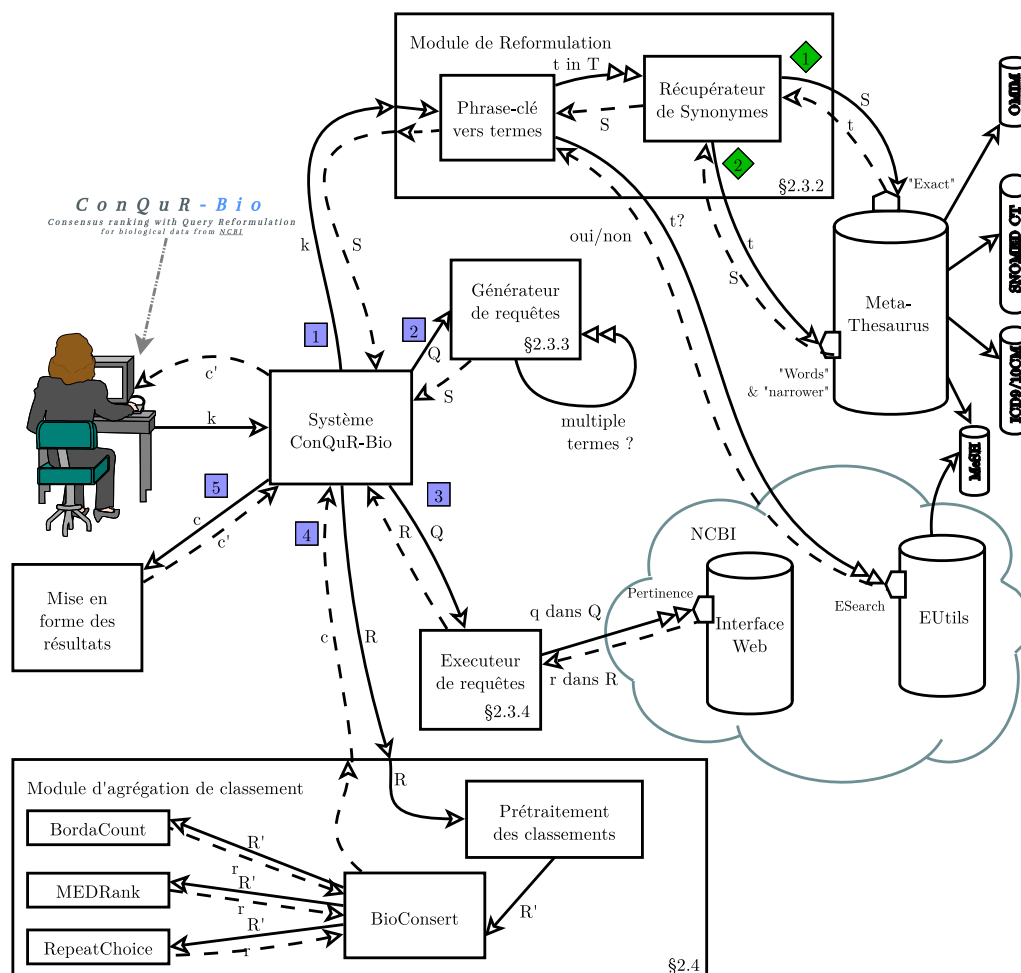 Module de Reformulation
t in T
Phrase-clé
vers termes
Récupérateur
de Synonymes
S
1
2
§2.3.2
S
t
"Exact"
OMIM
SNOMED CT
ICD9/10CM
MeSH
Meta-
Thesaurus
"Words"
& "narrower"
t
S
t?
oui/non
ConQuR-Bio
Consensus ranking with Query Reformulation
for biological data from NCBI
k
S
1
2
Q
S
Générateur
de requêtes
§2.3.3
multiple
termes ?
c'
k
Système
ConQuR-Bio
5
c
c'
4
3
R
Q
Mise en
forme des
résultats
c
R
Executeur
de requêtes
§2.3.4
q dans Q
r dans R
NCBI
Pertinence
Interface
Web
ESearch
EUtils
Module d'agrégation de classement
R
Prétraitement
des classements
BordaCount
MEDRank
RepeatChoice
R'
r
R'
r
R'
r
BioConsert
R'
§2.4